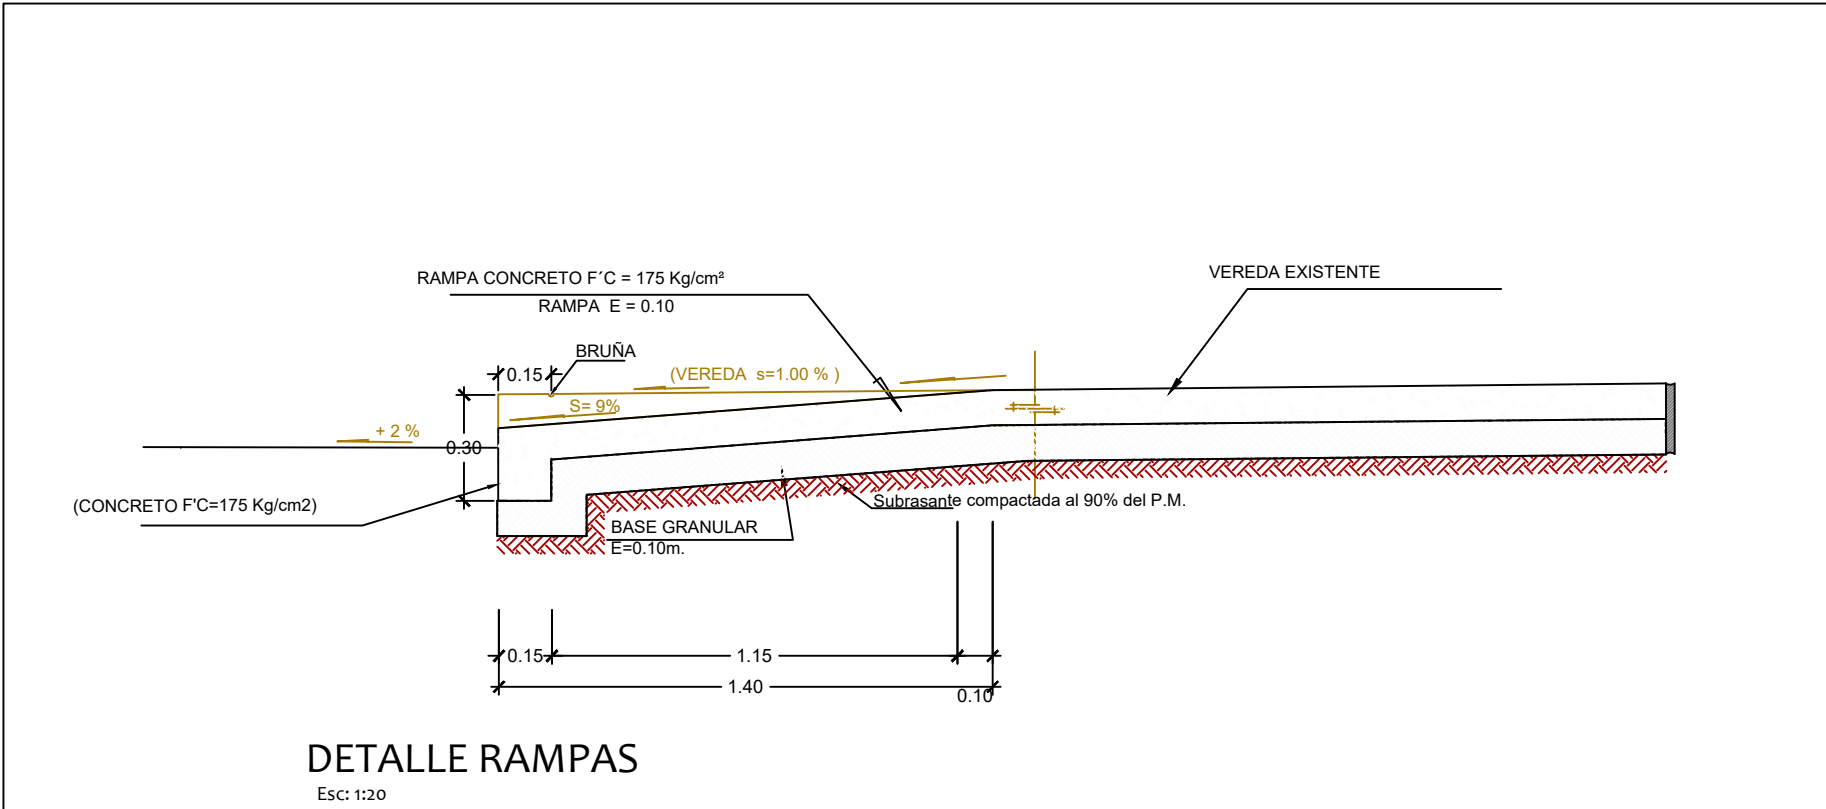 RAMPA CONCRETO F´C = 175 Kg/cm²
RAMPA  E = 0.10
VEREDA EXISTENTE
BRUÑA
0.15
(VEREDA  s=1.00 % )
S= 9%
+ 2 %
0.30
(CONCRETO F'C=175 Kg/cm2)
Subrasante compactada al 90% del P.M.
BASE GRANULAR
E=0.10m.
0.15
1.15
1.40
0.10
DETALLE RAMPAS
Esc: 1:20